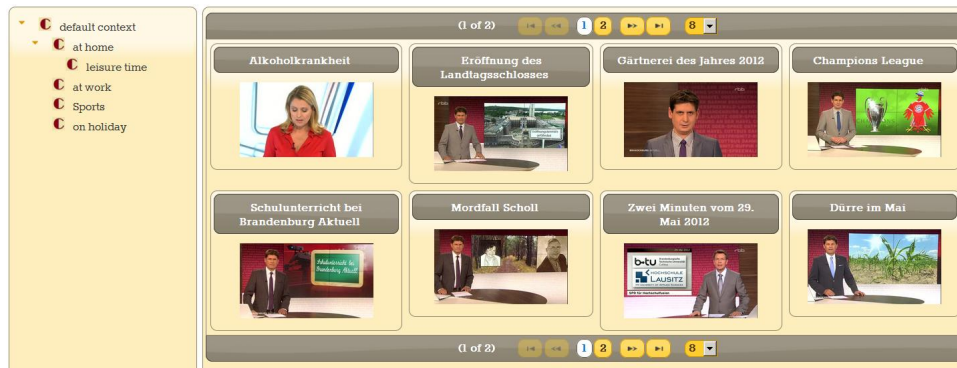 default context
at home
leisure time
at work
Sports
on holiday
(1 of 2) 1 2 8
Alkoholkrankheit
Eröffnung des
Landtagsschlosses
Gärtnerei des Jahres 2012
Champions League
Schulunterricht bei
Brandenburg Aktuell
Mordfall Scholl
Zwei Minuten vom 29.
Mai 2012
Dürre im Mai
Schulunterricht bei
Brandenburg Aktuell
b-tu
HOCHSCHULE
LAUSITZ
(1 of 2) 1 2 8